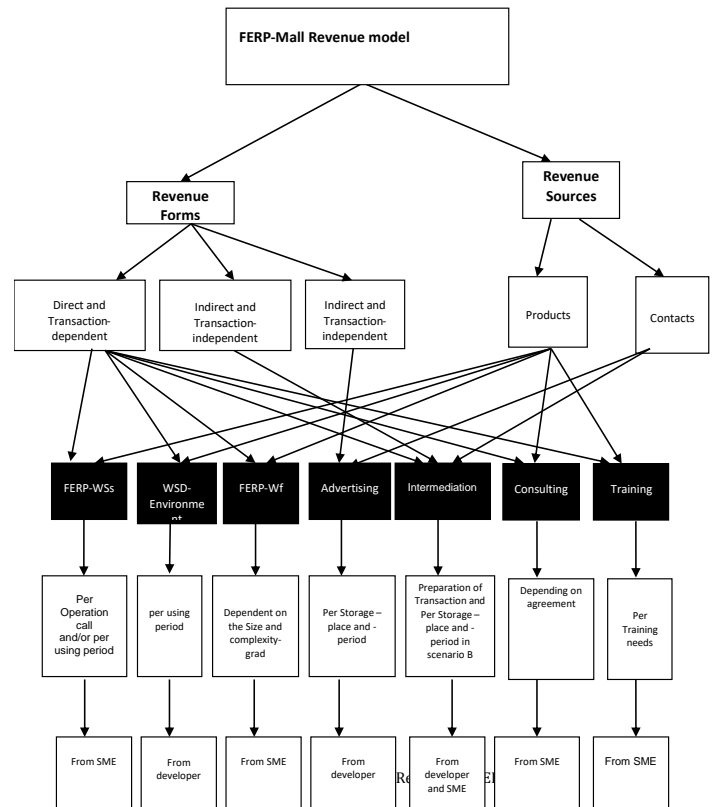 FERP-Mall Revenue model
Revenue
Forms
Revenue
Sources
Direct and
Transaction-
dependent
Indirect and
Transaction-
independent
Indirect and
Transaction-
independent
Products
Contacts
FERP-WSs
WSD-
Environme
nt
FERP-Wf
Advertising
Intermediation
Consulting
Training
Per
Operation
call
and/or per
using period
per using
period
Dependent on
the Size and
complexity-
grad
Per Storage –
place and -
period
Preparation of
Transaction and
Per Storage –
place and -
period in
scenario B
Depending on
agreement
Per
Training
needs
From SME
From
developer
From SME
From
developer
From
developer
and SME
From SME
From SME